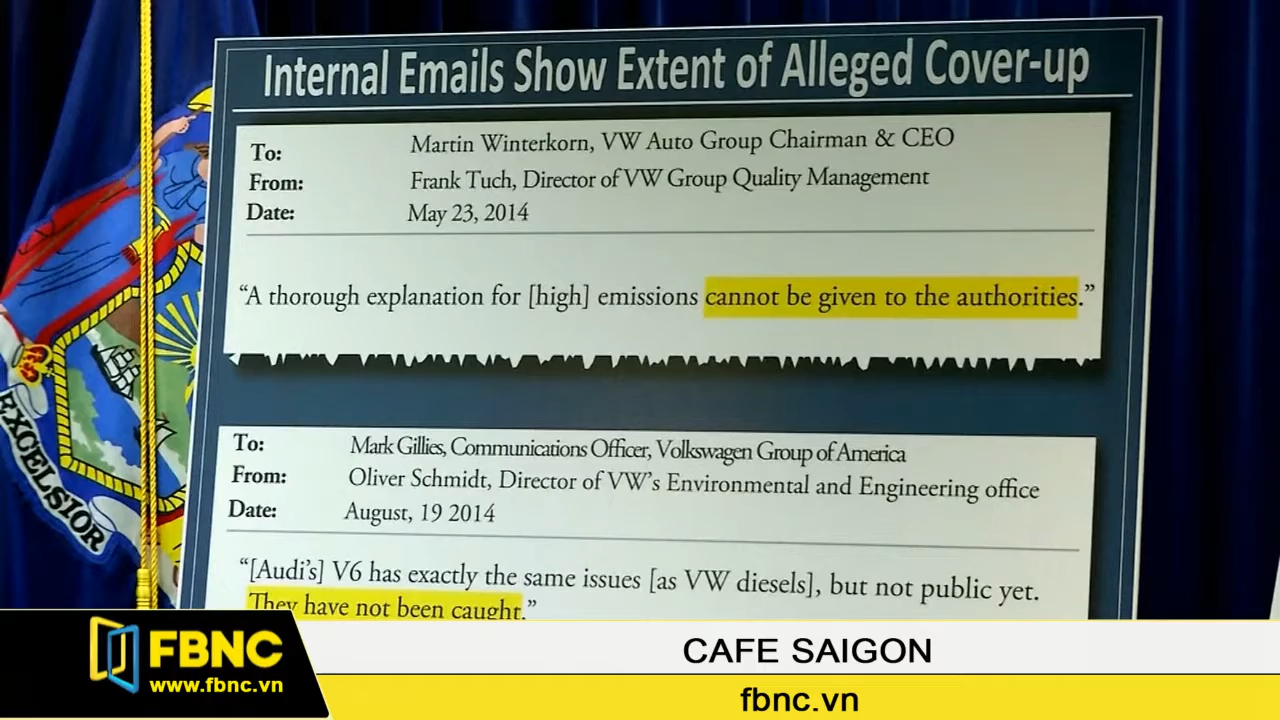 Internal Emails Show Extent of Alleged Cover-up
To: Martin Winterkorn, VW Auto Group Chairman & CEO
From: Frank Tuch, Director of VW Group Quality Management
Date: May 23, 2014
“A thorough explanation for [high] emissions cannot be given to the authorities.”
To: Mark Gillies, Communications Officer, Volkswagen Group of America
From: Oliver Schmidt, Director of VW’s Environmental and Engineering office
Date: August, 19 2014
“[Audi’s] V6 has exactly the same issues [as VW diesels], but not public yet.
They have not been caught.”
EXCELSIOR
FBNC
www.fbnc.vn
CAFE SAIGON
fbnc.vn